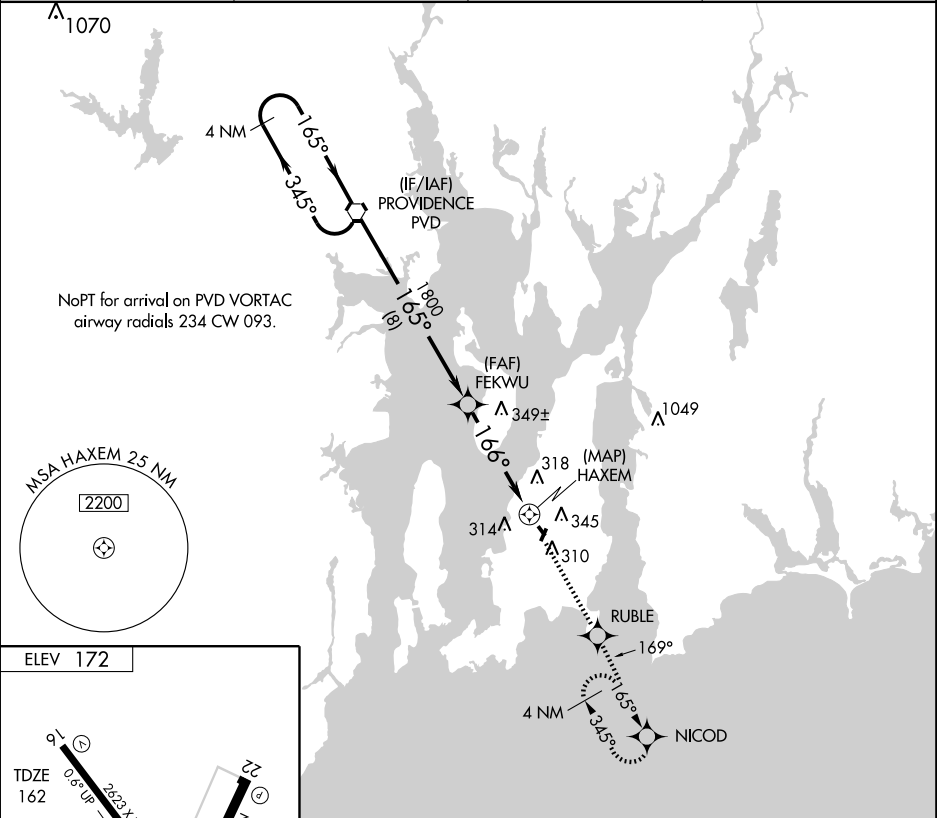 1070
4 NM
165°
345°
(IF/IAF)
PROVIDENCE
PVD
NoPT for arrival on PVD VORTAC
airway radials 234 CW 093.
1800
165°
(8)
(FAF)
FEKWU
349±
1049
166°
318
(MAP)
HAXEM
MSA HAXEM 25 NM
2200
314
345
310
RUBLE
169°
165°
4 NM
345°
NICOD
ELEV 172
16
V
TDZE
162
0.6° UP
2623 X
22
P